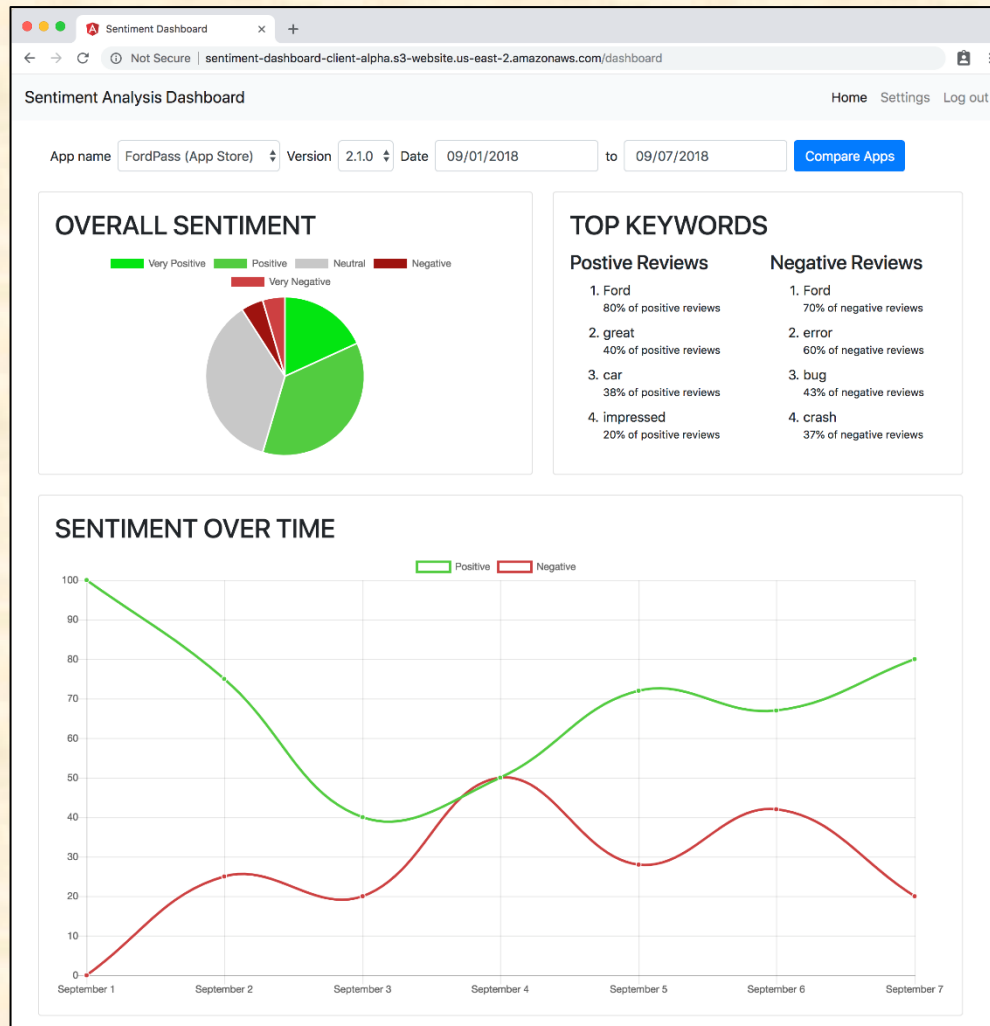 Sentiment Dashboard
Not Secure | sentiment-dashboard-client-alpha.s3-website.us-east-2.amazonaws.com/dashboard
Sentiment Analysis Dashboard Home Settings Log out
App name FordPass (App Store) Version 2.1.0 Date 09/01/2018 to 09/07/2018 Compare Apps
OVERALL SENTIMENT
Very Positive Positive Neutral Negative
Very Negative
TOP KEYWORDS
Postive Reviews
1. Ford
80% of positive reviews
2. great
40% of positive reviews
3. car
38% of positive reviews
4. impressed
20% of positive reviews
Negative Reviews
1. Ford
70% of negative reviews
2. error
60% of negative reviews
3. bug
43% of negative reviews
4. crash
37% of negative reviews
SENTIMENT OVER TIME
Positive Negative
100
90
80
70
60
50
40
30
20
10
0
September 1 September 2 September 3 September 4 September 5 September 6 September 7